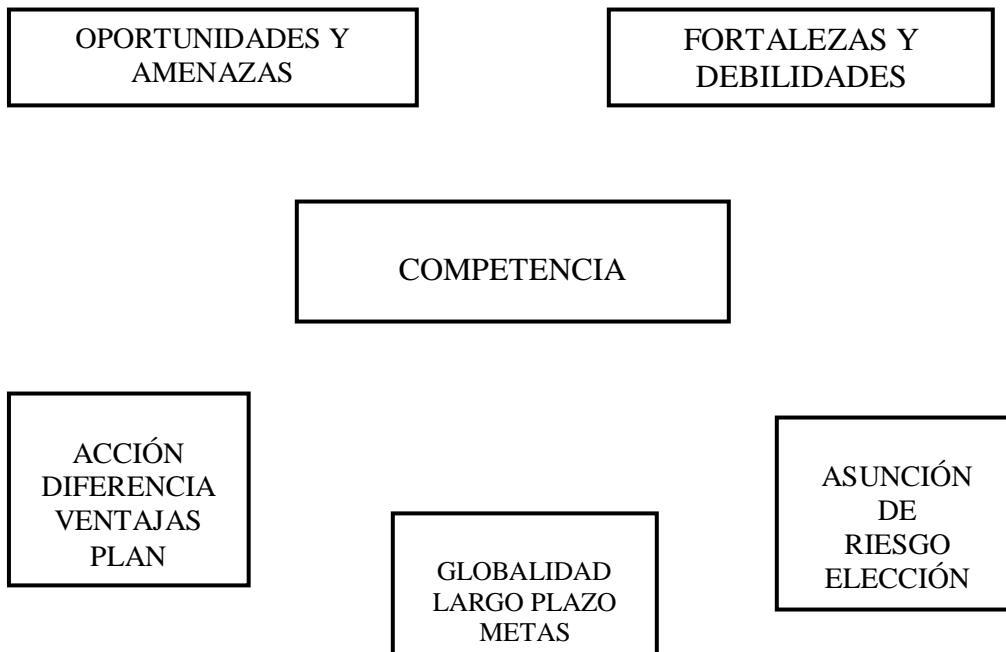 OPORTUNIDADES Y
AMENAZAS
FORTALEZAS Y
DEBILIDADES
COMPETENCIA
ACCIÓN
DIFERENCIA
VENTAJAS
PLAN
GLOBALIDAD
LARGO PLAZO
METAS
ASUNCIÓN
DE
RIESGO
ELECCIÓN